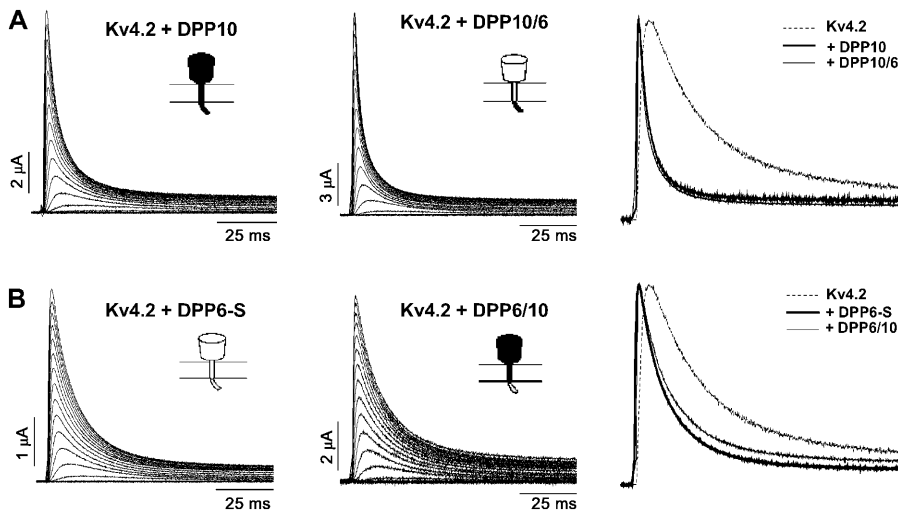 A
Kv4.2 + DPP10
2 µA
25 ms
Kv4.2 + DPP10/6
3 µA
25 ms
Kv4.2
+ DPP10
+ DPP10/6
B
Kv4.2 + DPP6-S
1 µA
25 ms
Kv4.2 + DPP6/10
2 µA
25 ms
Kv4.2
+ DPP6-S
+ DPP6/10